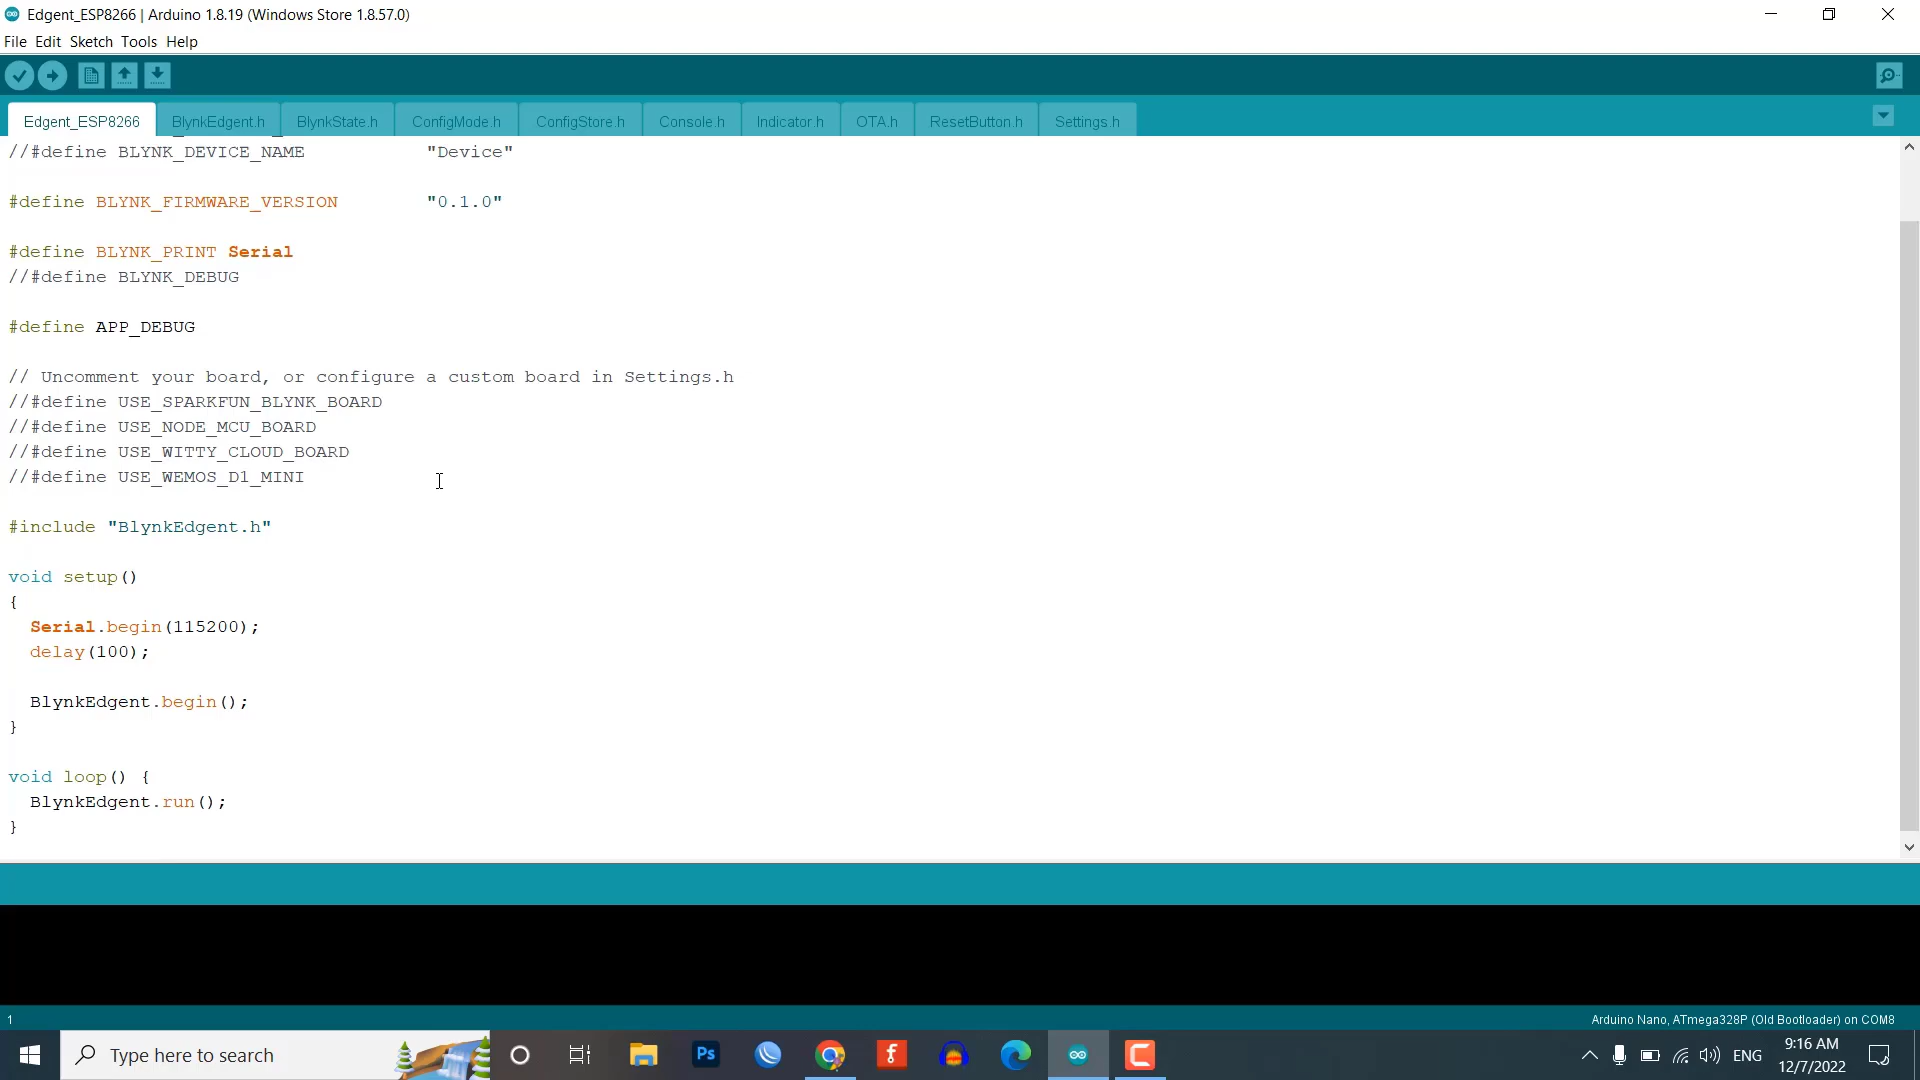 Edgent_ESP8266 | Arduino 1.8.19 (Windows Store 1.8.57.0)
File Edit Sketch Tools Help
Edgent_ESP8266 BlynkEdgent.h BlynkState.h ConfigMode.h ConfigStore.h Console.h Indicator.h OTA.h ResetButton.h Settings.h
//#define BLYNK_DEVICE_NAME "Device"
#define BLYNK_FIRMWARE_VERSION "0.1.0"
#define BLYNK_PRINT Serial
//#define BLYNK_DEBUG
#define APP_DEBUG
// Uncomment your board, or configure a custom board in Settings.h
//#define USE_SPARKFUN_BLYNK_BOARD
//#define USE_NODE_MCU_BOARD
//#define USE_WITTY_CLOUD_BOARD
//#define USE_WEMOS_D1_MINI
#include "BlynkEdgent.h"
void setup()
{
Serial.begin(115200);
delay(100);
BlynkEdgent.begin();
}
void loop() {
BlynkEdgent.run();
}
1 Arduino Nano, ATmega328P (Old Bootloader) on COM8
Type here to search Ps f C ENG 9:16 AM
12/7/2022